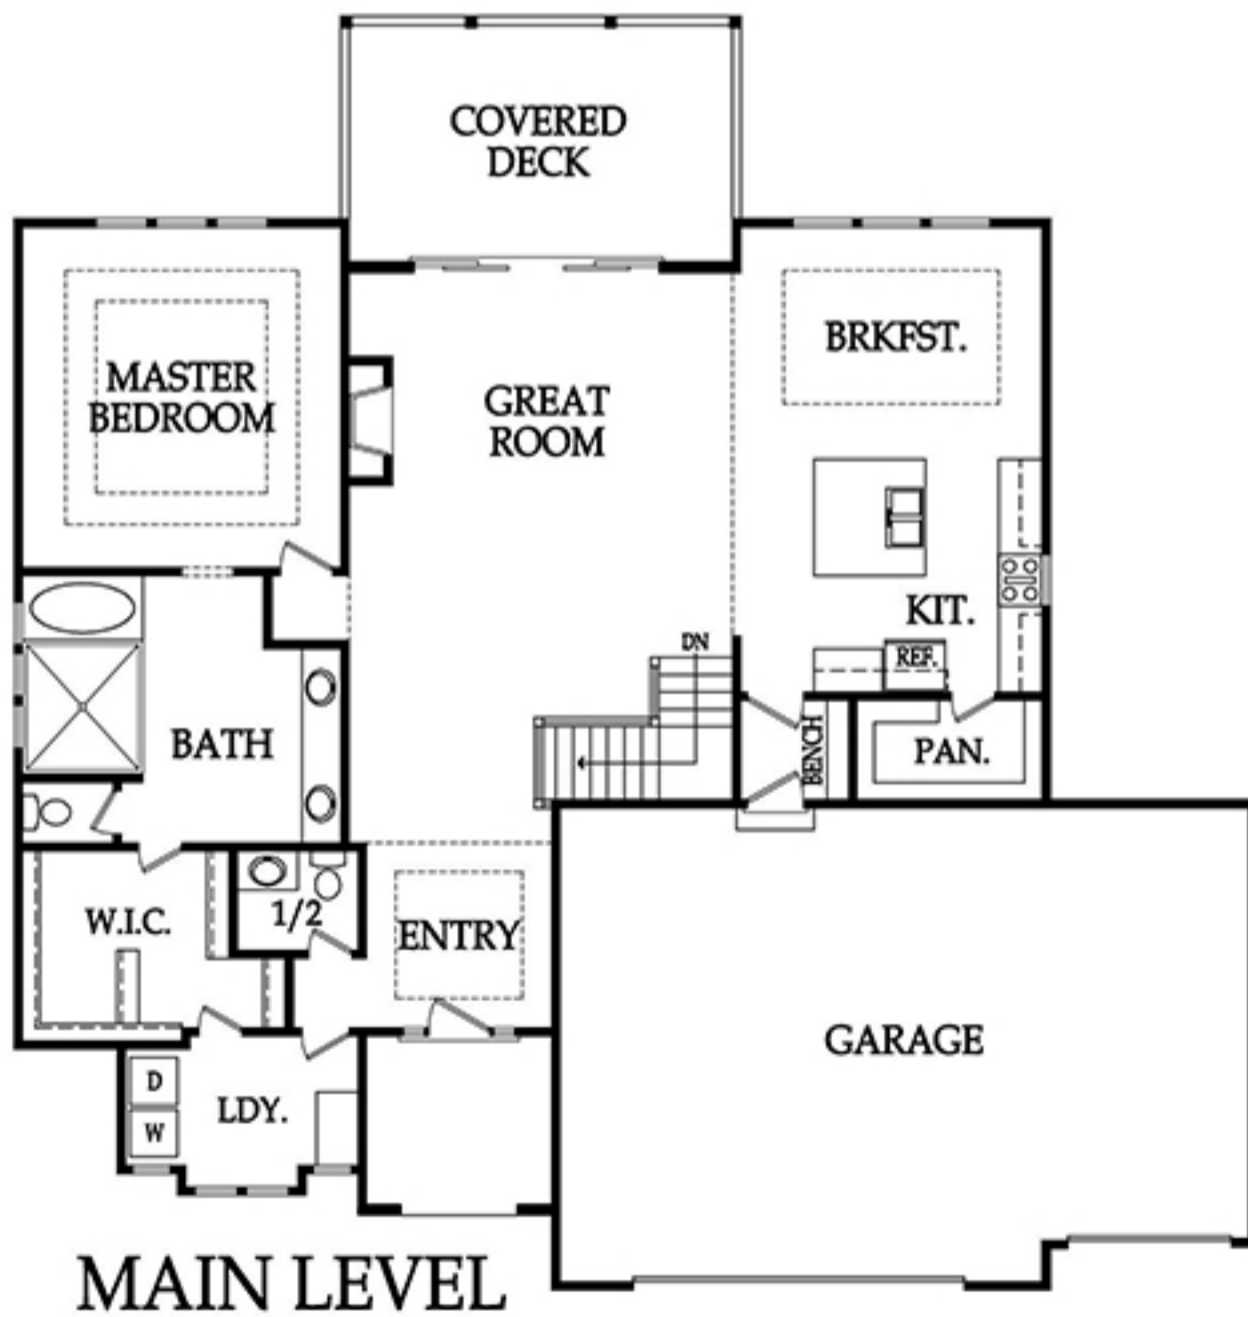 COVERED
DECK
BRKFST.
MASTER
BEDROOM
GREAT
ROOM
KIT.
DN
REF.
BATH
BENCH
PAN.
W.I.C.
1/2
ENTRY
GARAGE
D
LDY.
W
MAIN LEVEL